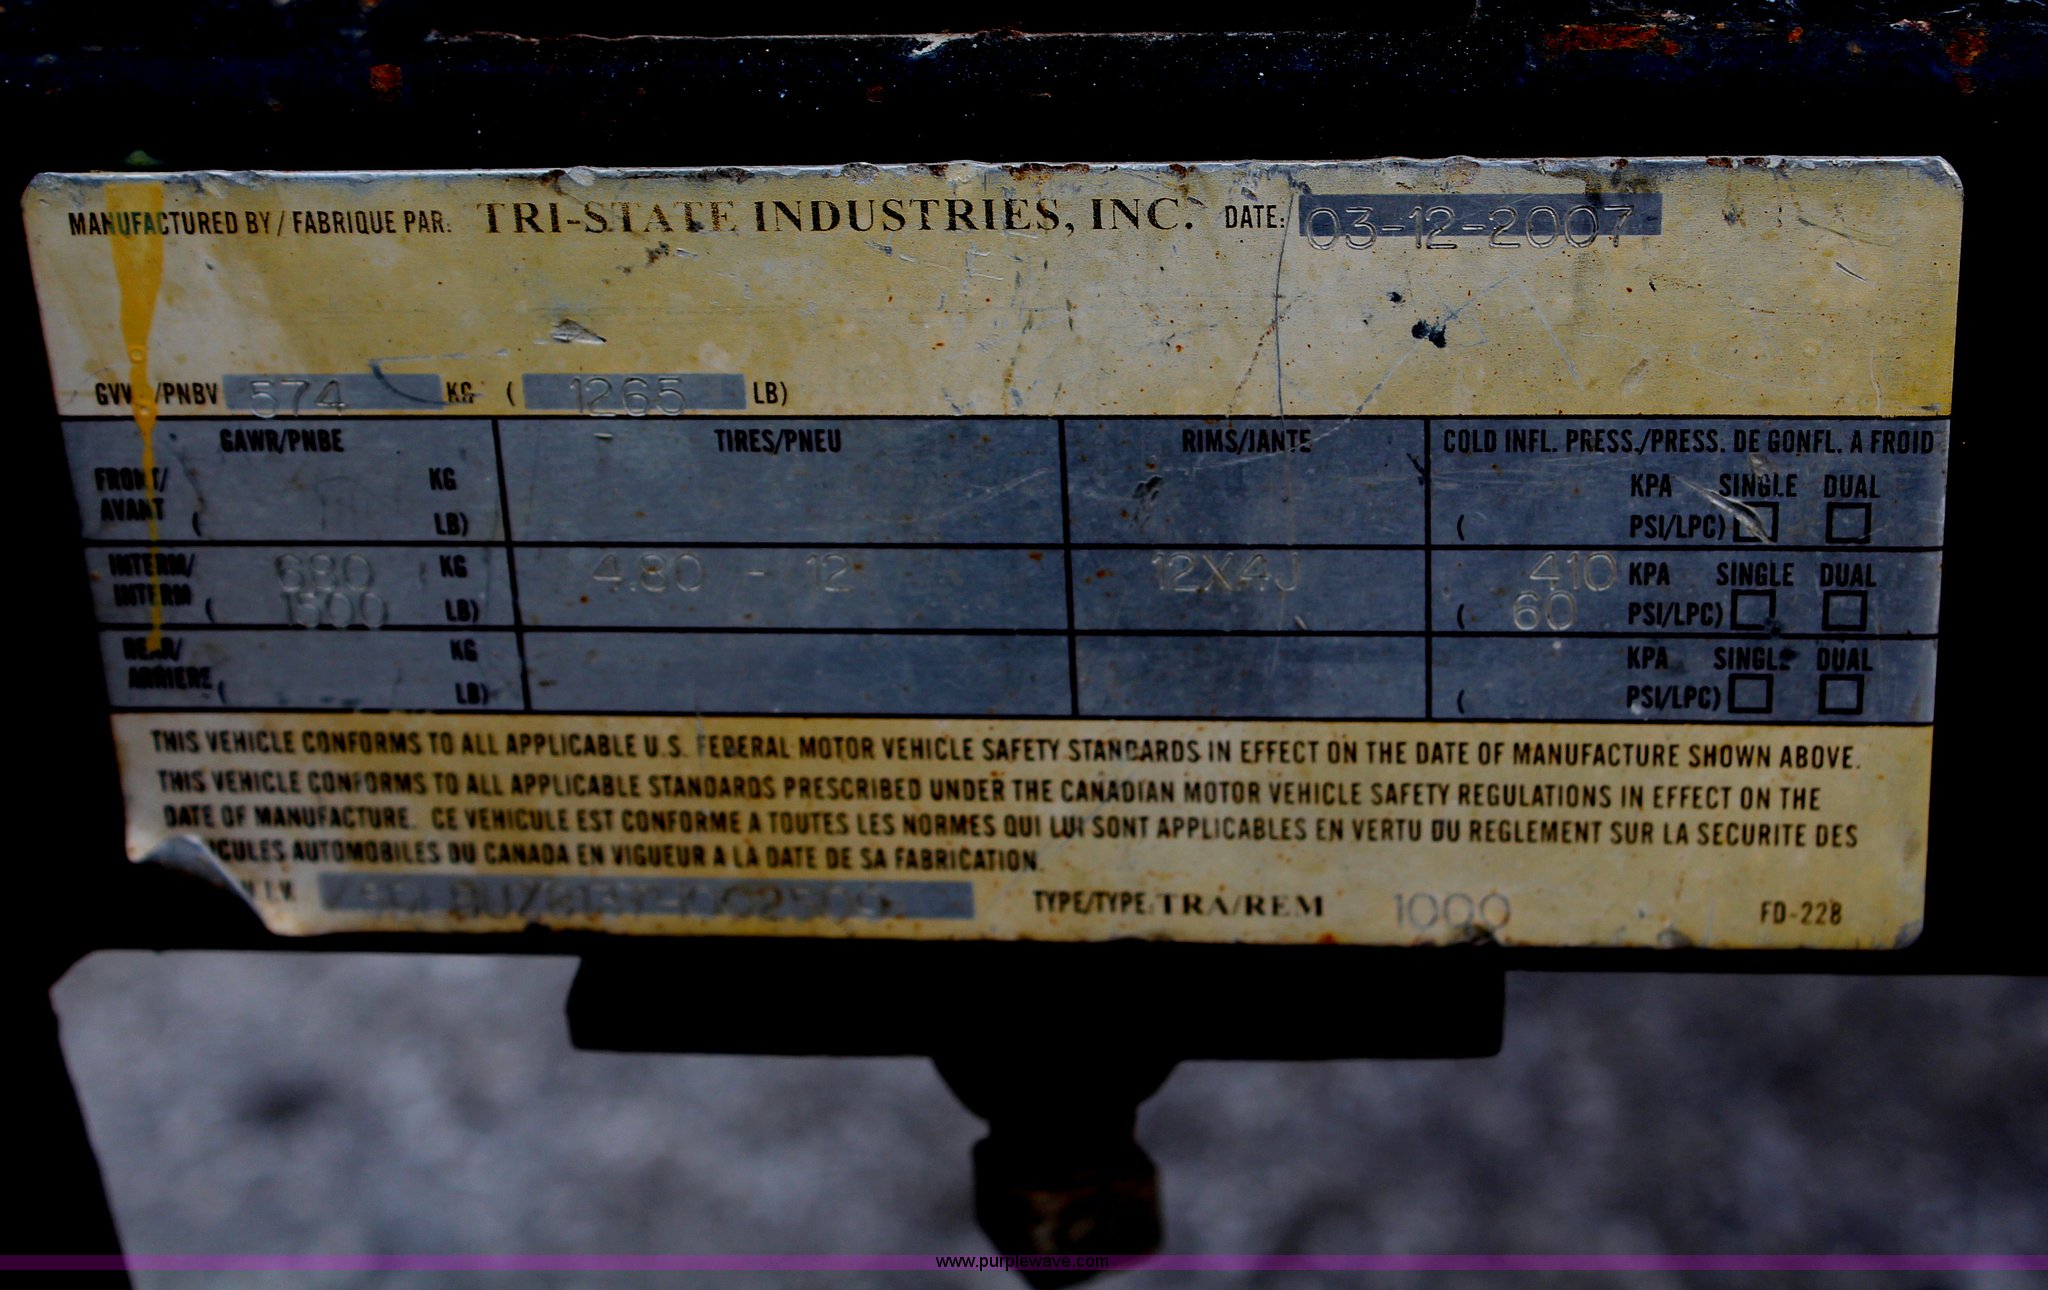 MANUFACTURED BY / FABRIQUE PAR: TRI-STATE INDUSTRIES, INC. DATE: 03-12-2007
/PNBV 574 KG ( 1265 LB)
GAWR/PNBE TIRES/PNEU RIMS/JANTE COLD INFL. PRESS./PRESS. DE GONFL. A FROID
FRONT/ KG KPA SINGLE DUAL
AVANT ( LB) ( PSI/LPC)
INTERM/ 680 KG 4.80 - 12 12X4J 410 KPA SINGLE DUAL
INTERM ( 1500 LB) ( 60 PSI/LPC)
REAR/ KG KPA SINGLE DUAL
ARRIERE ( LB) ( PSI/LPC)
THIS VEHICLE CONFORMS TO ALL APPLICABLE U.S. FEDERAL MOTOR VEHICLE SAFETY STANDARDS IN EFFECT ON THE DATE OF MANUFACTURE SHOWN ABOVE.
THIS VEHICLE CONFORMS TO ALL APPLICABLE STANDARDS PRESCRIBED UNDER THE CANADIAN MOTOR VEHICLE SAFETY REGULATIONS IN EFFECT ON THE
DATE OF MANUFACTURE. CE VEHICULE EST CONFORME A TOUTES LES NORMES QUI LUI SONT APPLICABLES EN VERTU DU REGLEMENT SUR LA SECURITE DES
AUTOMOBILES DU CANADA EN VIGUEUR A LA DATE DE SA FABRICATION.
TYPE/TYPE: TRA/REM 1000 FD-228
www.purplewave.com